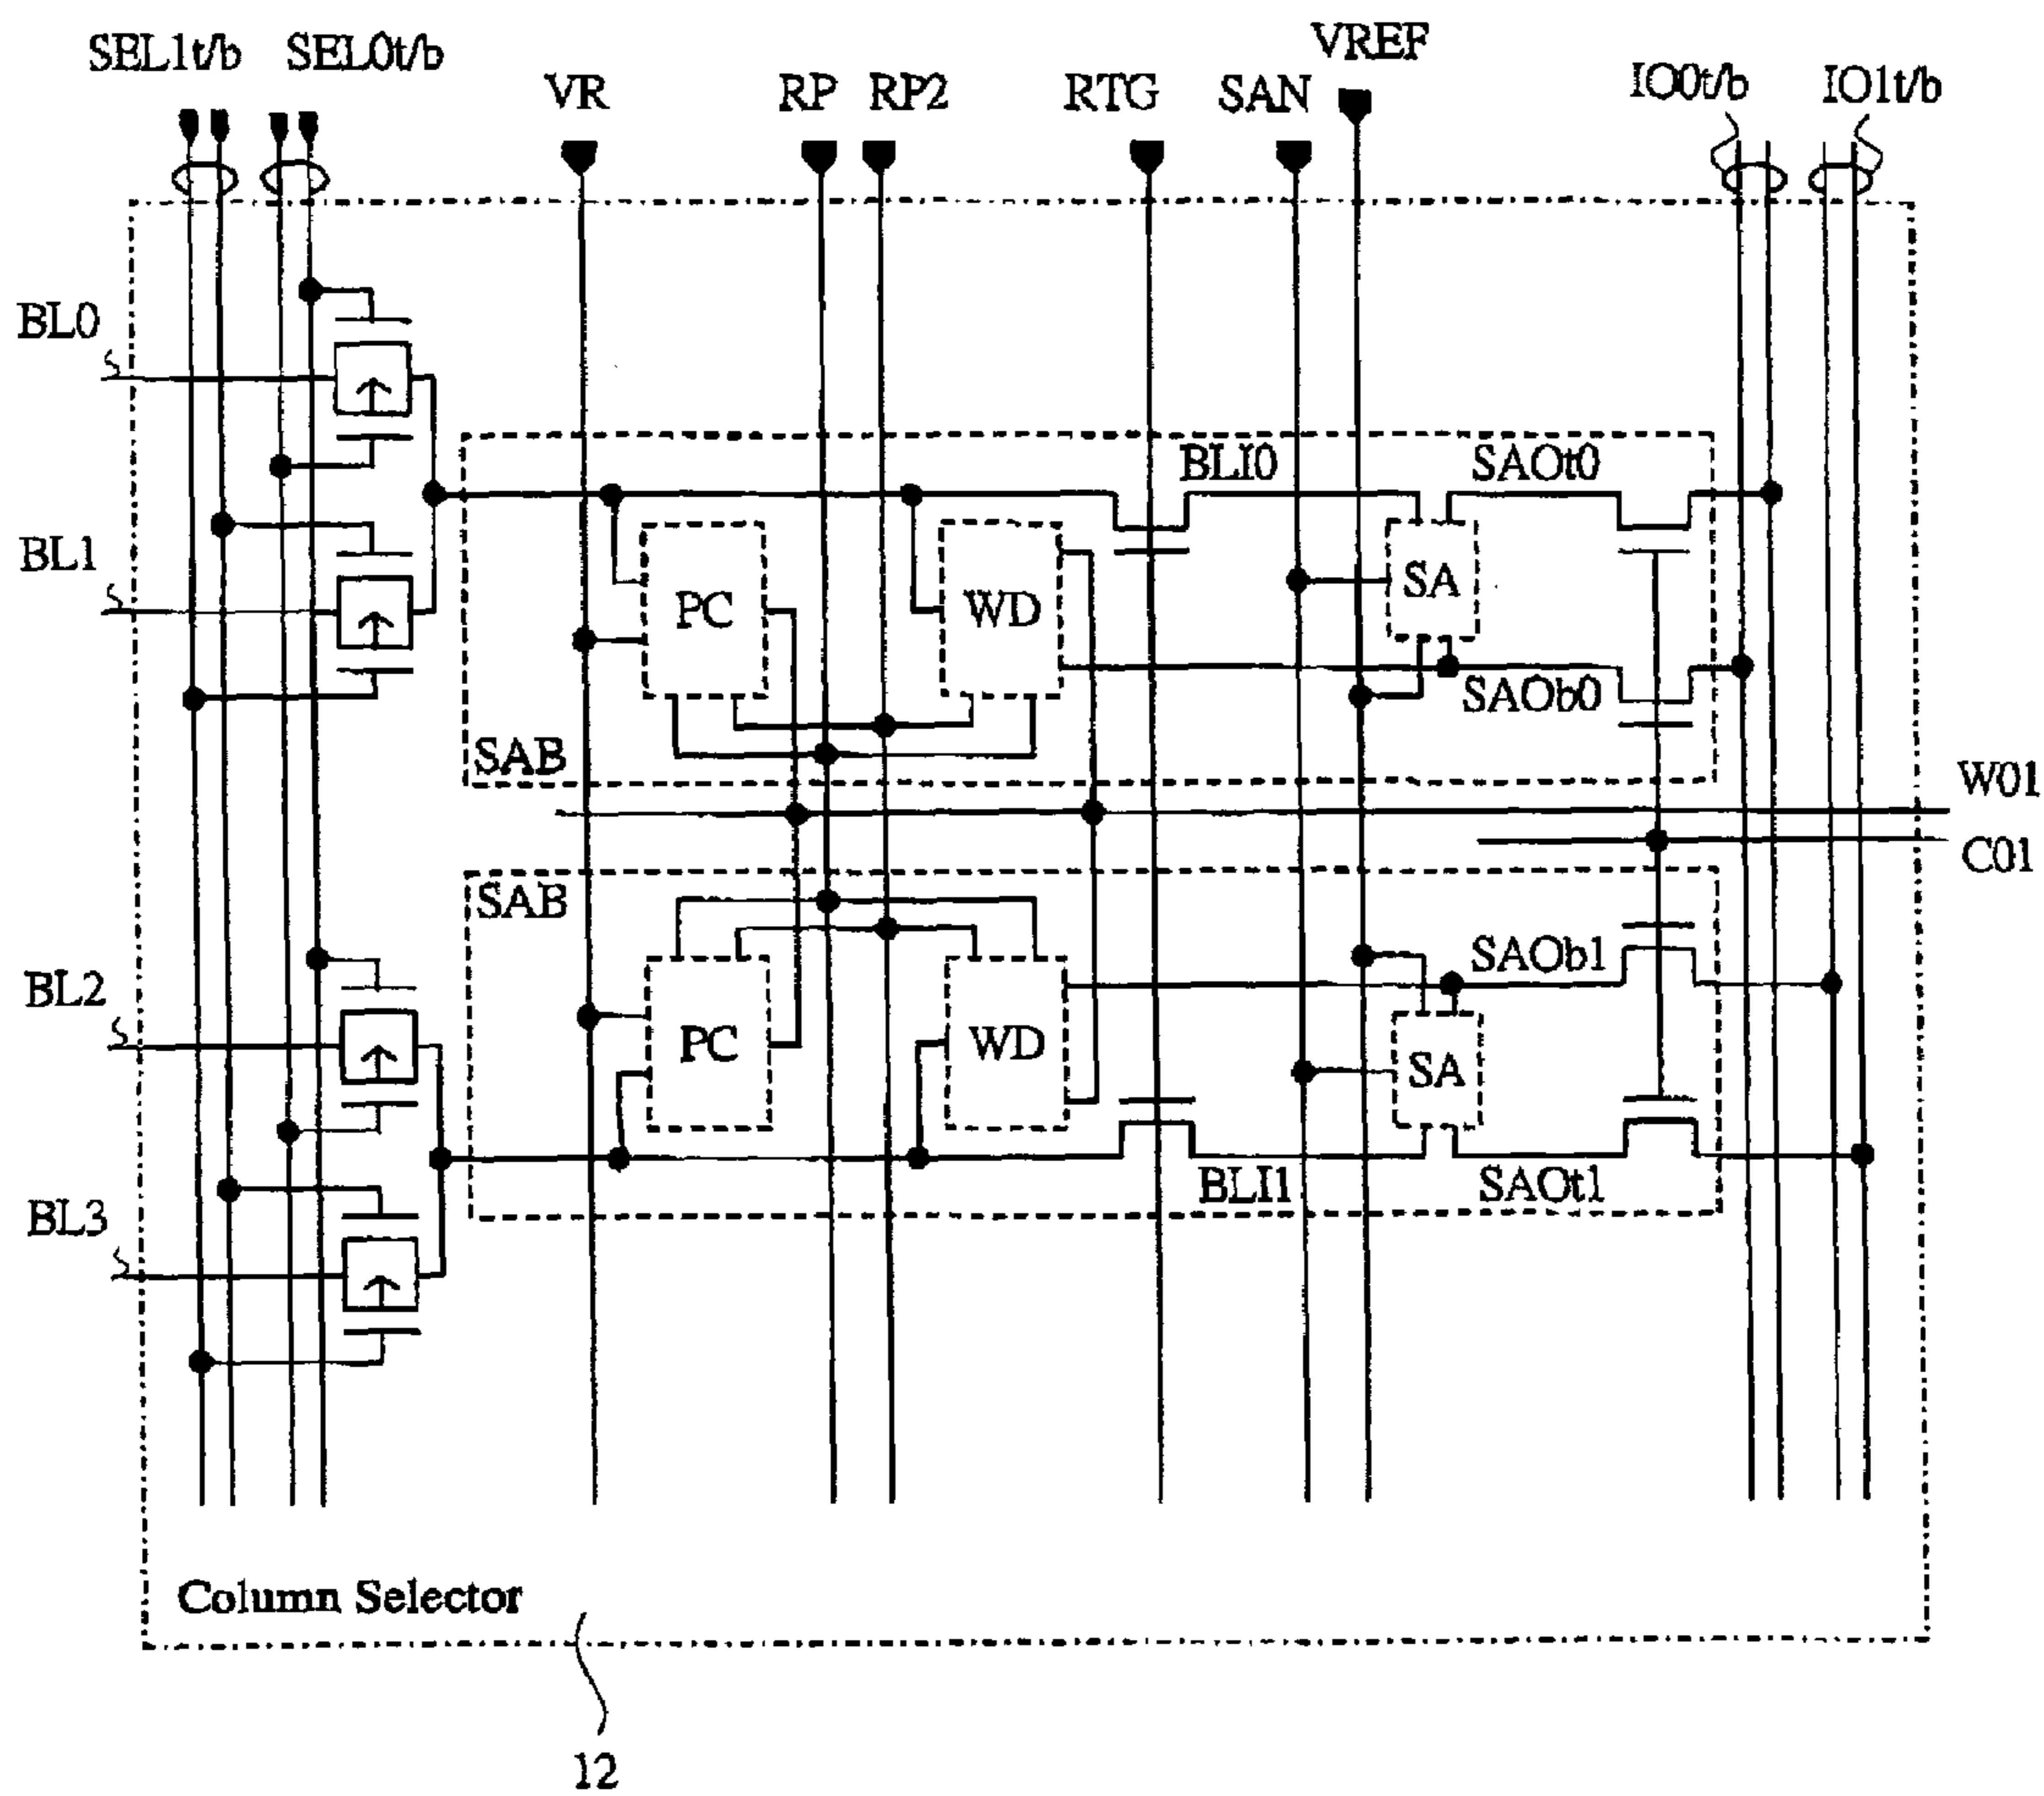 SEL1t/b SEL0t/b VR RP RP2 RTG SAN VREF IO0t/b IO1t/b
BL0
BLI0 SAOt0
BL1
PC WD SA
SAOb0
SAB
W01
C01
SAB
SAOb1
BL2
PC WD SA
BLI1 SAOt1
BL3
Column Selector
12